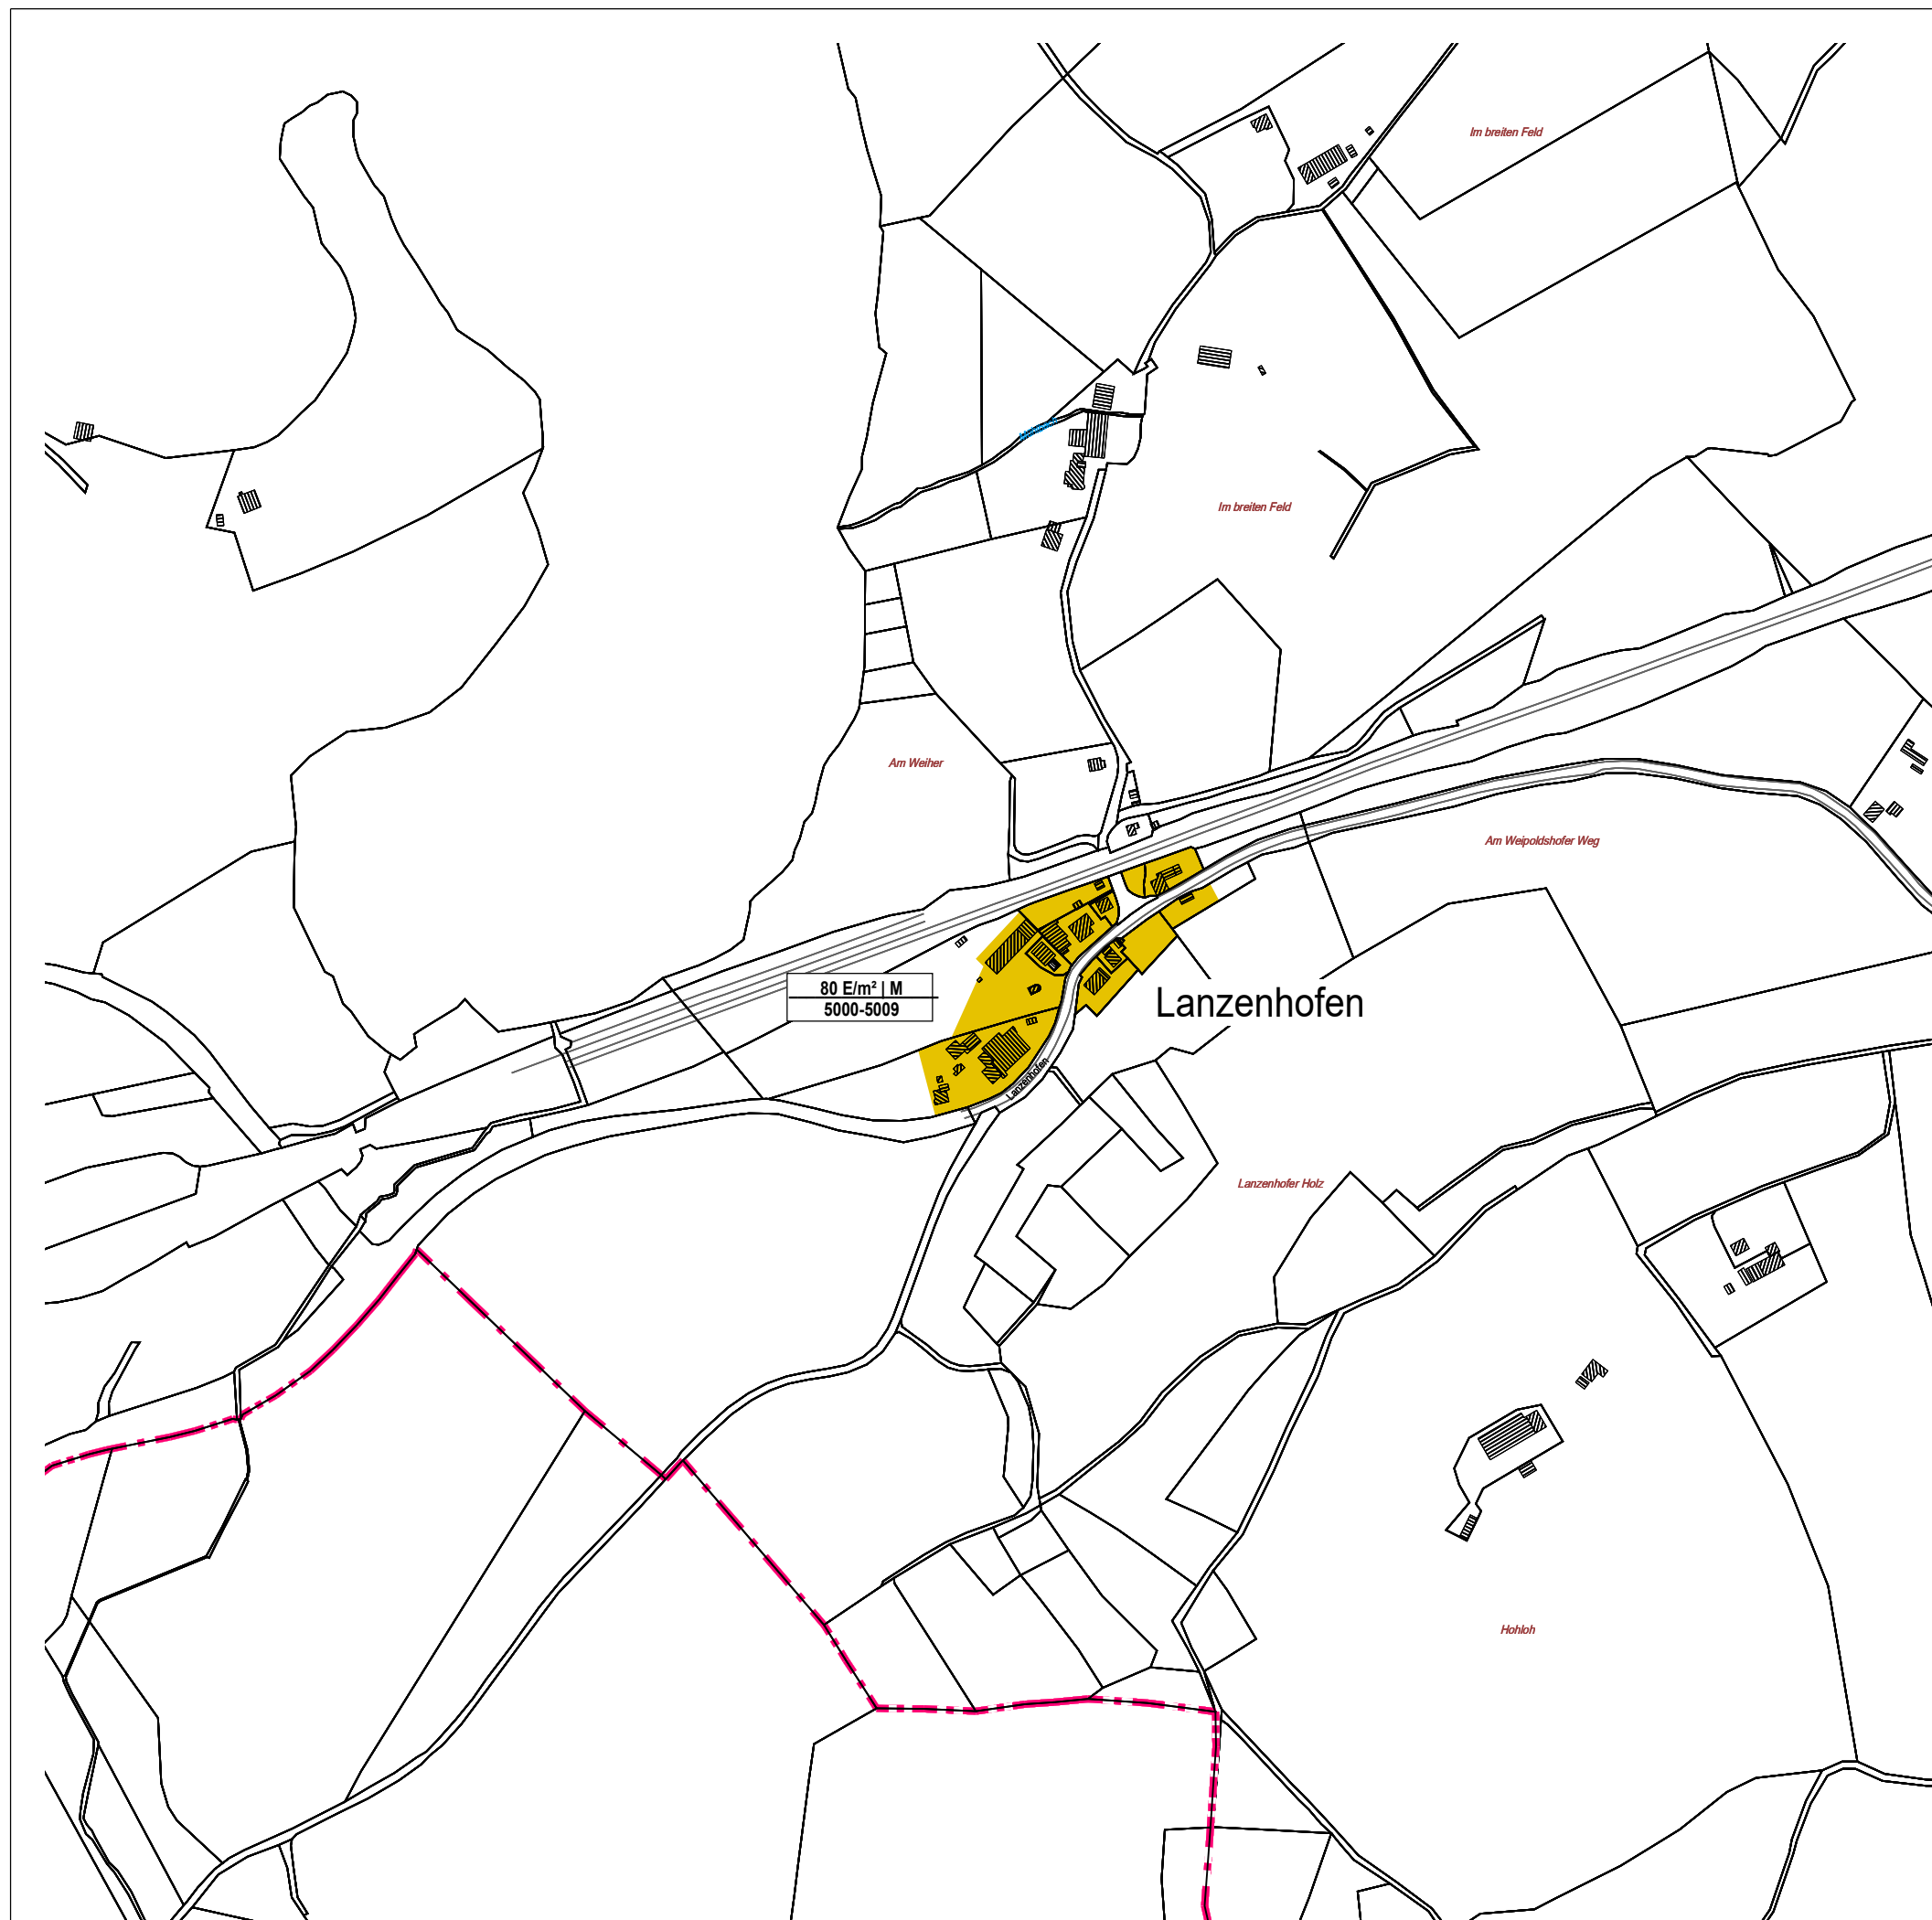 Im breiten Feld
Im breiten Feld
Am Weiher
Am Weipoldshofer Weg
80 E/m² | M
5000-5009
Lanzenhofen
Lanzenhofen
Lanzenhofer Holz
Hohloh